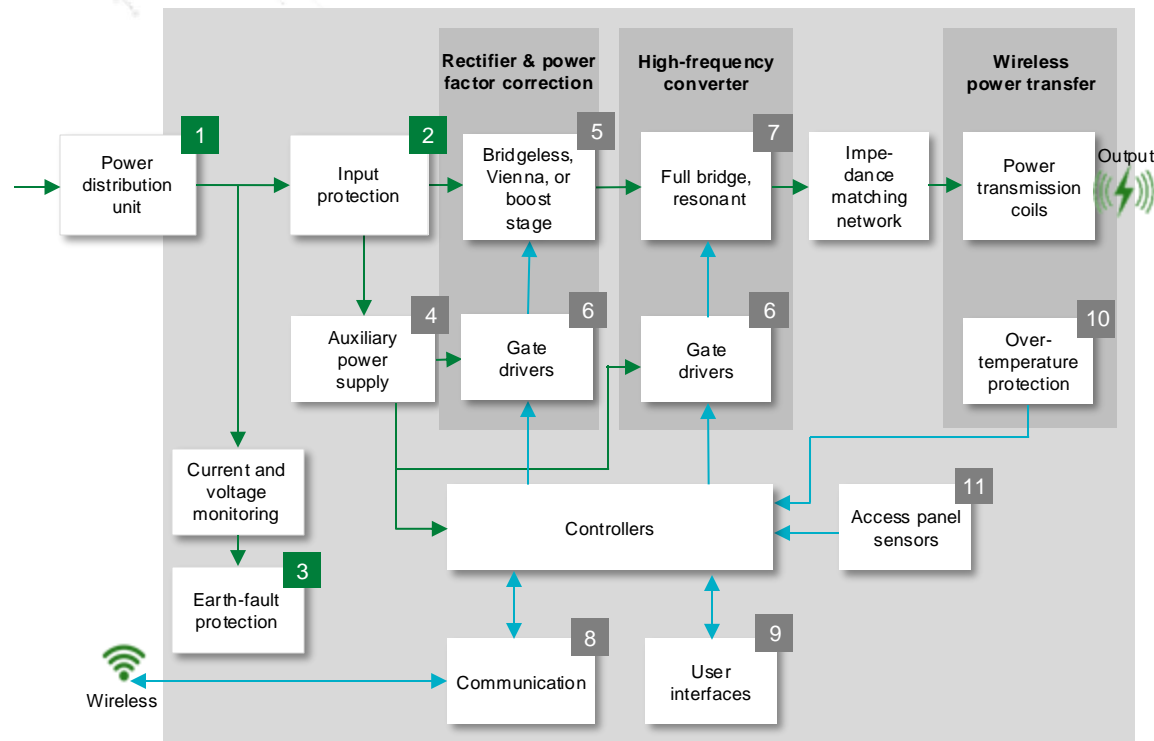 Rectifier & power
factor correction
High-frequency
converter
Wireless
power transfer
1
Power
distribution
unit
2
Input
protection
5
Bridgeless,
Vienna, or
boost
stage
7
Full bridge,
resonant
Impe-
dance
matching
network
Power
transmission
coils
Output
4
Auxiliary
power
supply
6
Gate
drivers
6
Gate
drivers
10
Over-
temperature
protection
Current and
voltage
monitoring
Controllers
11
Access panel
sensors
3
Earth-fault
protection
8
Communication
9
User
interfaces
Wireless